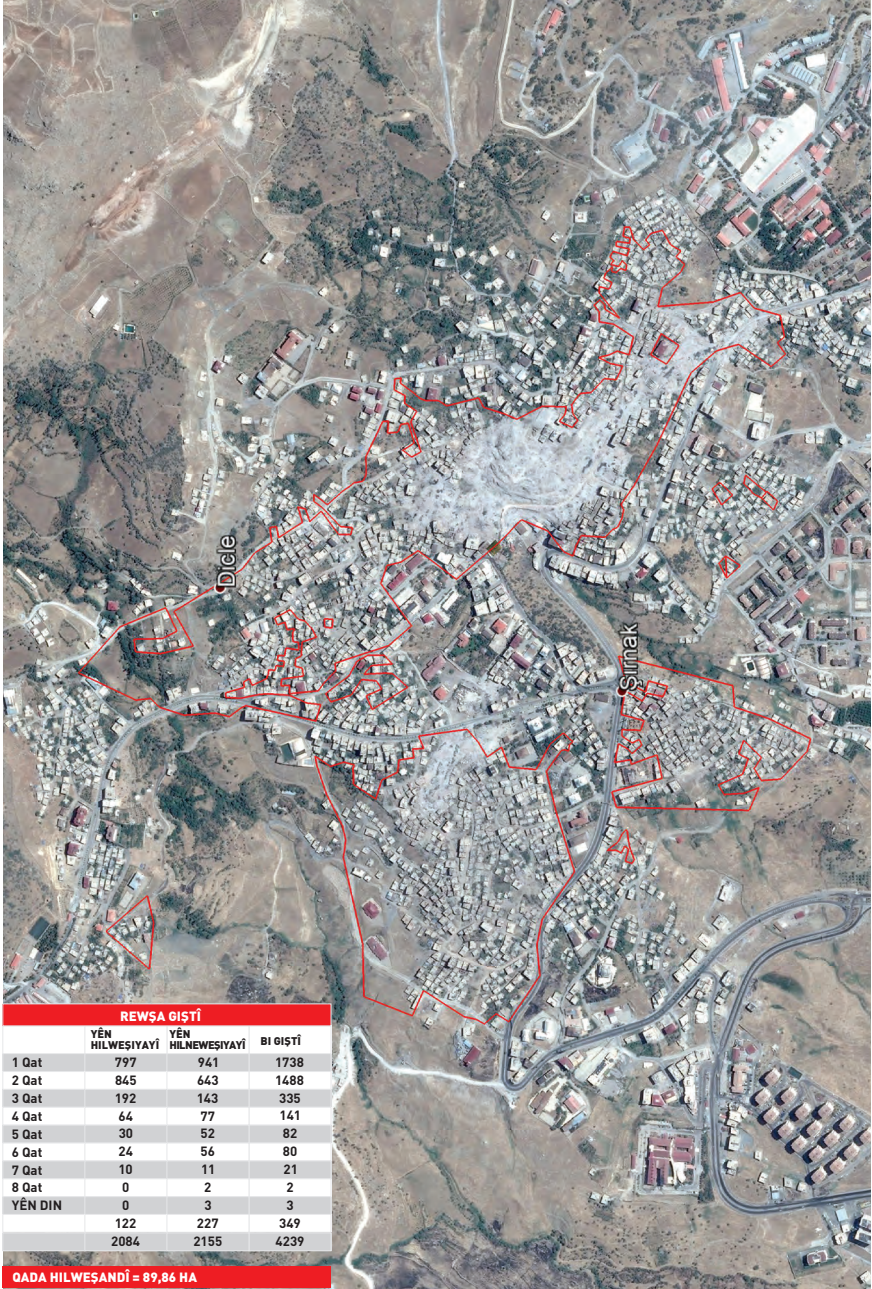 Dicle
Şırnak
REWŞA GIŞTÎ
YÊN HILWEŞIYAYÎ YÊN HILNEWEŞIYAYÎ BI GIŞTÎ
1 Qat 797 941 1738
2 Qat 845 643 1488
3 Qat 192 143 335
4 Qat 64 77 141
5 Qat 30 52 82
6 Qat 24 56 80
7 Qat 10 11 21
8 Qat 0 2 2
YÊN DIN 0 3 3
122 227 349
2084 2155 4239
QADA HILWEŞANDÎ = 89,86 HA